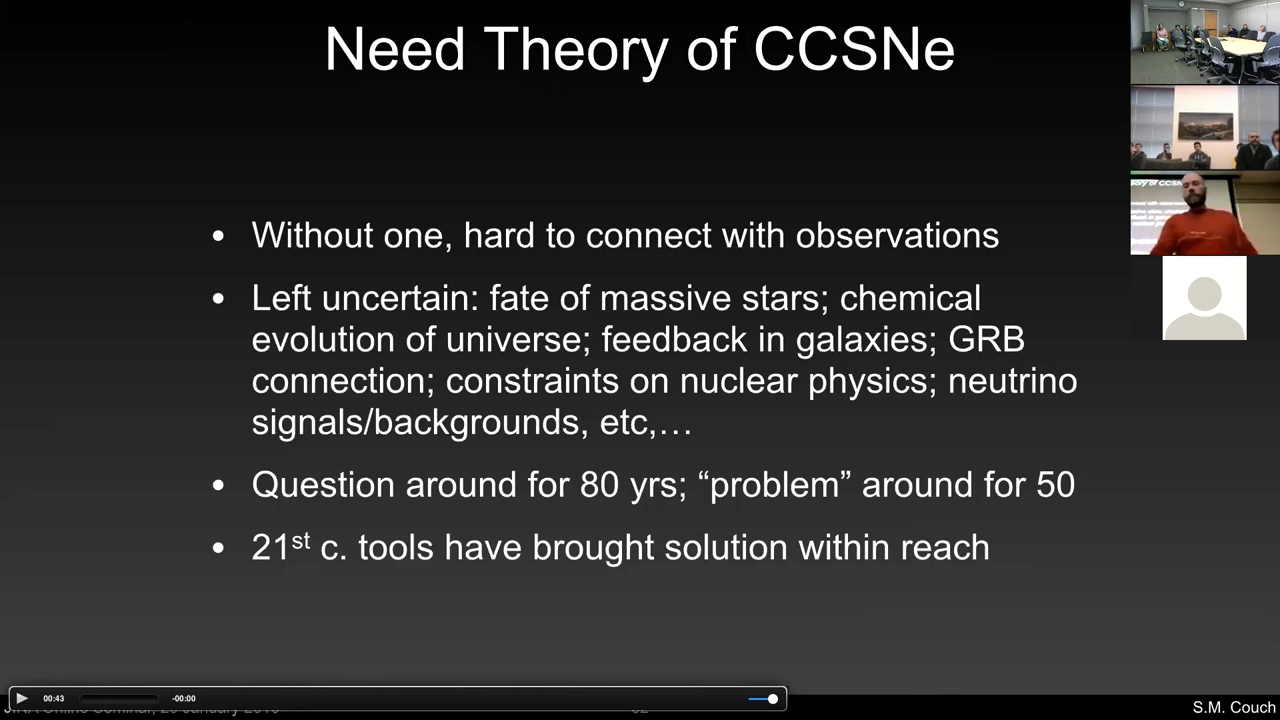 Need Theory of CCSNe
• Without one, hard to connect with observations
• Left uncertain: fate of massive stars; chemical
evolution of universe; feedback in galaxies; GRB
connection; constraints on nuclear physics; neutrino
signals/backgrounds, etc,…
• Question around for 80 yrs; “problem” around for 50
• 21st c. tools have brought solution within reach
00:43
-00:00
S.M. Couch